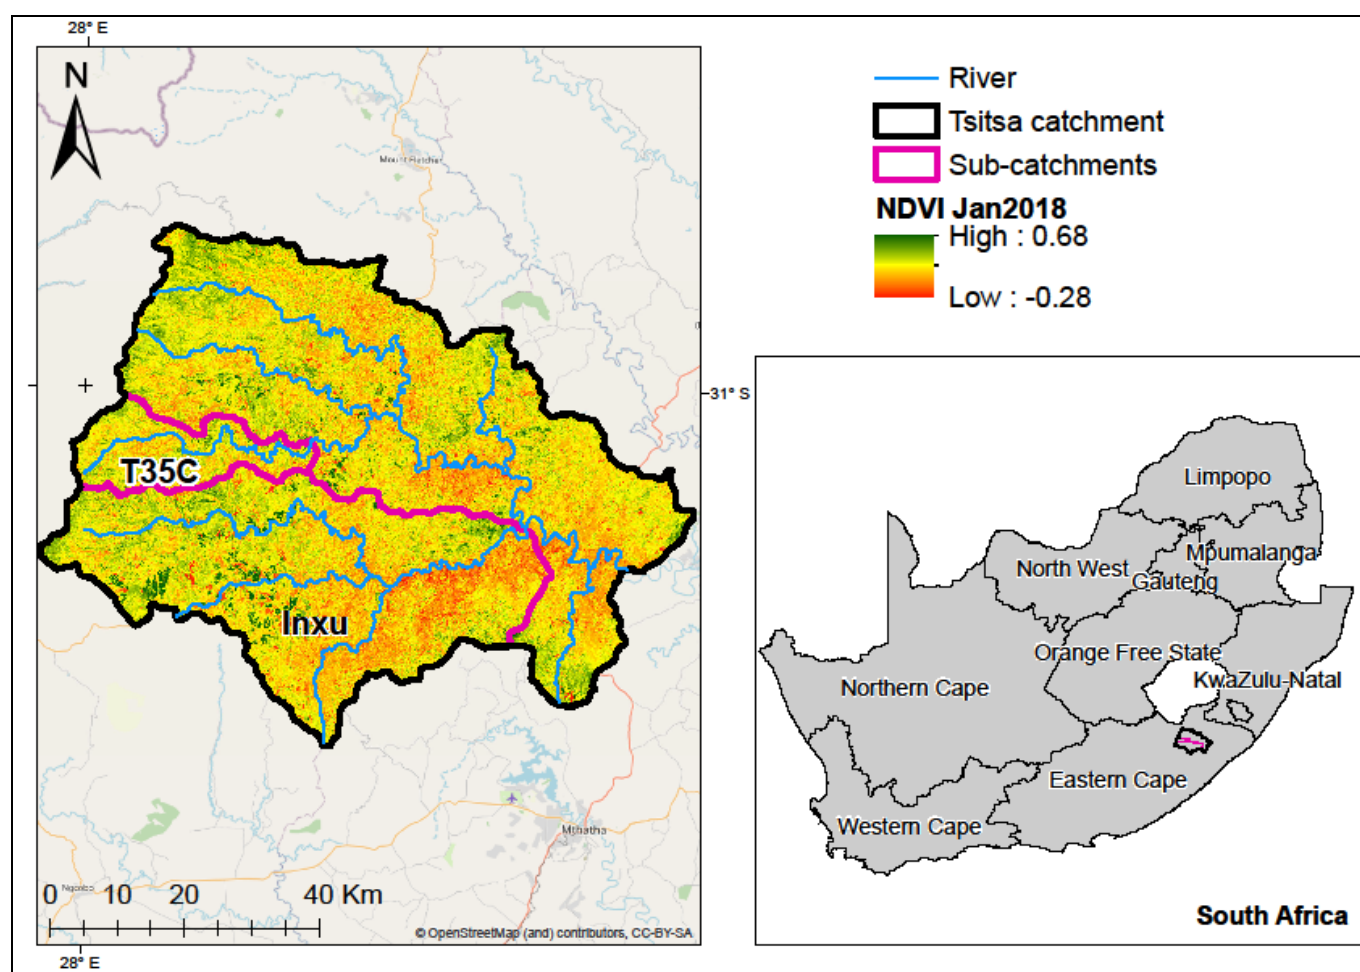 28° E
N
Mount Fletcher
31° S
T35C
Inxu
Mthatha
Ngcobo
0 10 20 40 Km
© OpenStreetMap (and) contributors, CC-BY-SA
28° E
River
Tsitsa catchment
Sub-catchments
NDVI Jan2018
High : 0.68
Low : -0.28
Limpopo
Mpumalanga
North West
Gauteng
Orange Free State
KwaZulu-Natal
Northern Cape
Eastern Cape
Western Cape
South Africa